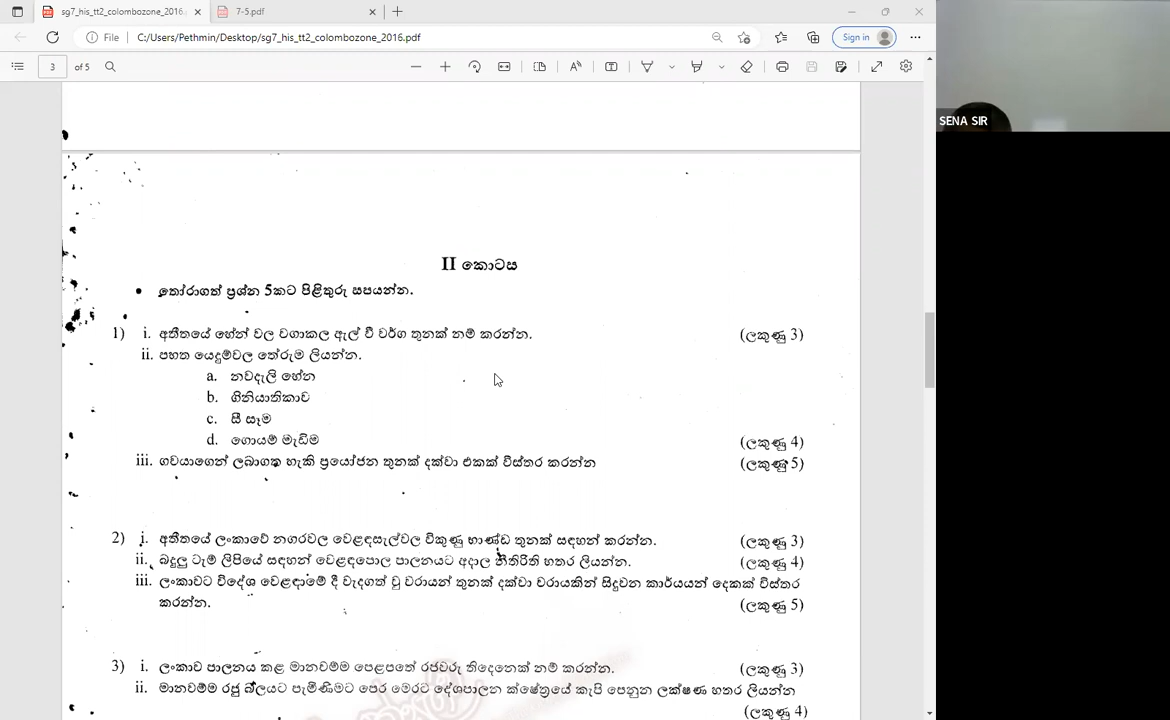 sg7_his_tt2_colombozone_2016.
7-5.pdf
File
C:/Users/Pethmin/Desktop/sg7_his_tt2_colombozone_2016.pdf
Sign in
3 of 5
SENA SIR
II කොටස
• තෝරාගත් ප්‍රශ්න 5කට පිළිතුරු සපයන්න.
1) i. අතීතයේ හේන් වල වගාකල ඇල් වී වර්ග තුනක් නම් කරන්න. (ලකුණු 3)
ii. පහත යෙදුම්වල තේරුම ලියන්න.
a. නවදැලි හේන
b. ගිනියාතිකාව
c. සී සෑම
d. ගොයම් මැඩීම (ලකුණු 4)
iii. ගවයාගෙන් ලබාගත හැකි ප්‍රයෝජන තුනක් දක්වා එකක් විස්තර කරන්න (ලකුණු 5)
2) i. අතීතයේ ලංකාවේ නගරවල වෙළඳසැල්වල විකුණු භාණ්ඩ තුනක් සඳහන් කරන්න. (ලකුණු 3)
ii. බදුලු ටැම් ලිපියේ සඳහන් වෙළඳපොල පාලනයට අදාල නීතිරිති හතර ලියන්න. (ලකුණු 4)
iii. ලංකාවට විදේශ වෙළඳාමේ දී වැදගත් වූ වරායන් තුනක් දක්වා වරායකින් සිදුවන කාර්යයන් දෙකක් විස්තර
කරන්න. (ලකුණු 5)
3) i. ලංකාව පාලනය කළ මානවම්ම පෙළපතේ රජවරු තිදෙනෙක් නම් කරන්න. (ලකුණු 3)
ii. මානවම්ම රජු බලයට පැමිණීමට පෙර මෙරට දේශපාලන ක්ෂේත්‍රයේ කැපි පෙනුන ලක්ෂණ හතර ලියන්න
(ලකුණු 4)